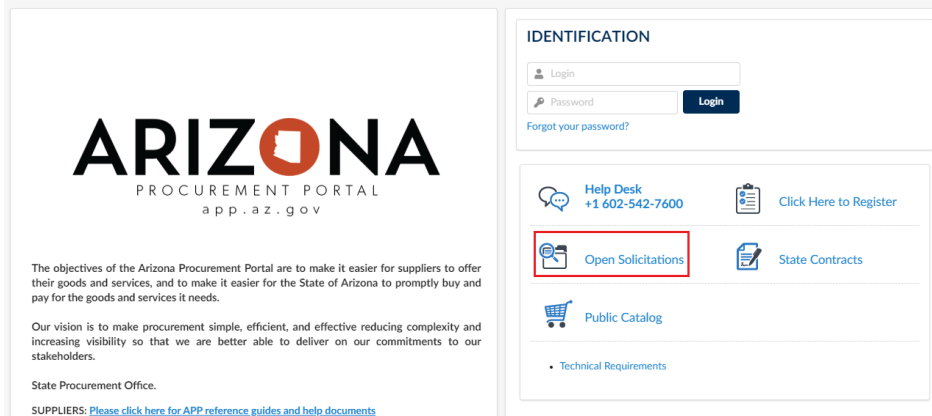 ARIZONA
PROCUREMENT PORTAL
app.az.gov
The objectives of the Arizona Procurement Portal are to make it easier for suppliers to offer
their goods and services, and to make it easier for the State of Arizona to promptly buy and
pay for the goods and services it needs.
Our vision is to make procurement simple, efficient, and effective reducing complexity and
increasing visibility so that we are better able to deliver on our commitments to our
stakeholders.
State Procurement Office.
SUPPLIERS: Please click here for APP reference guides and help documents
IDENTIFICATION
Login
Password
Login
Forgot your password?
Help Desk
+1 602-542-7600
Click Here to Register
Open Solicitations
State Contracts
Public Catalog
• Technical Requirements